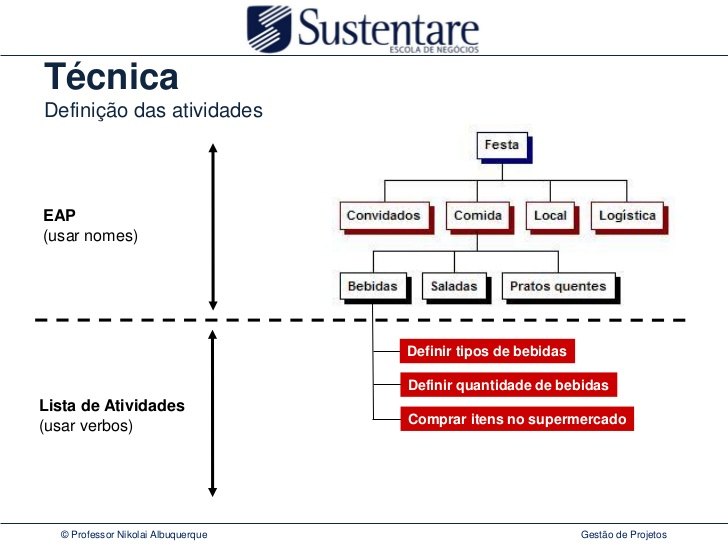 Sustentare
ESCOLA DE NEGÓCIOS
Técnica
Definição das atividades
Festa
EAP
(usar nomes)
Convidados
Comida
Local
Logística
Bebidas
Saladas
Pratos quentes
Lista de Atividades
(usar verbos)
Definir tipos de bebidas
Definir quantidade de bebidas
Comprar itens no supermercado
© Professor Nikolai Albuquerque
Gestão de Projetos